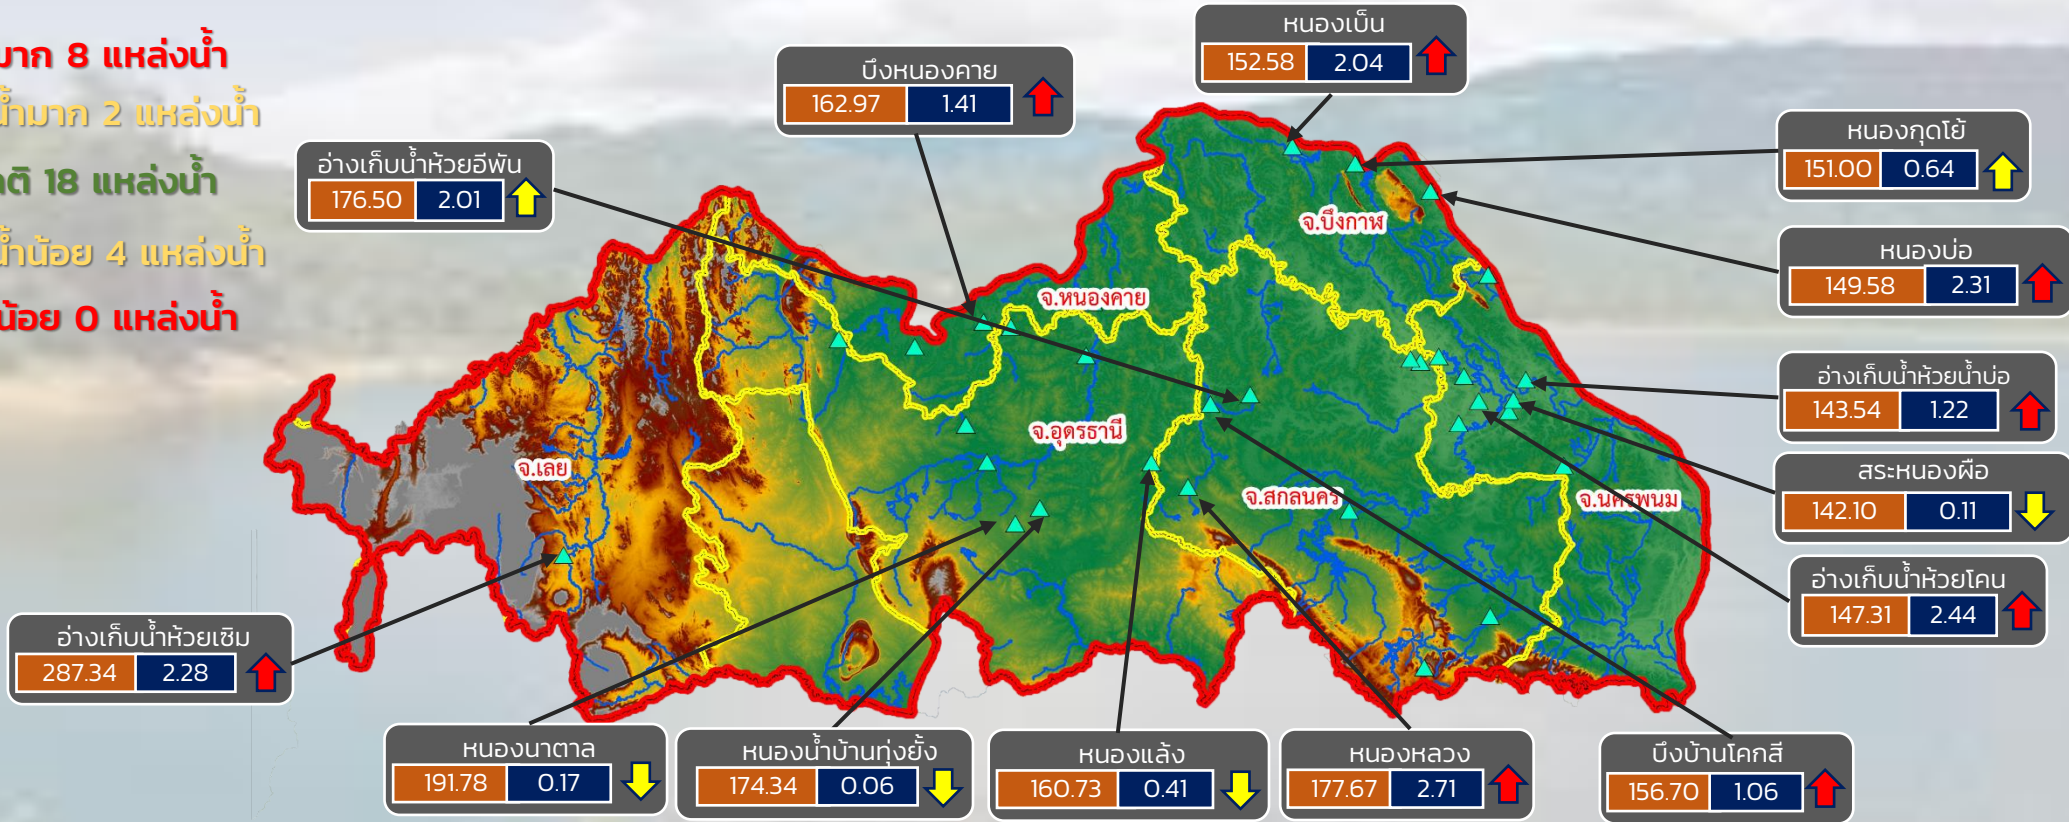 มาก 8 แหล่งน้ำ
น้ำมาก 2 แหล่งน้ำ
18 แหล่งน้ำ
น้ำน้อย 4 แหล่งน้ำ
น้อย 0 แหล่งน้ำ
หนองเบ็น
152.58 2.04
บึงหนองคาย
162.97 1.41
อ่างเก็บน้ำห้วยอีพัน
176.50 2.01
หนองกุดโย้
151.00 0.64
จ.บึงกาฬ
หนองบ่อ
149.58 2.31
จ.หนองคาย
อ่างเก็บน้ำห้วยน้ำบ่อ
143.54 1.22
จ.อุดรธานี
จ.เลย
จ.สกลนคร
จ.นครพนม
สระหนองผือ
142.10 0.11
อ่างเก็บน้ำห้วยโคน
147.31 2.44
อ่างเก็บน้ำห้วยเซิม
287.34 2.28
หนองนาตาล
191.78 0.17
หนองน้ำบ้านทุ่งยั้ง
174.34 0.06
หนองแล้ง
160.73 0.41
หนองหลวง
177.67 2.71
บึงบ้านโคกสี
156.70 1.06